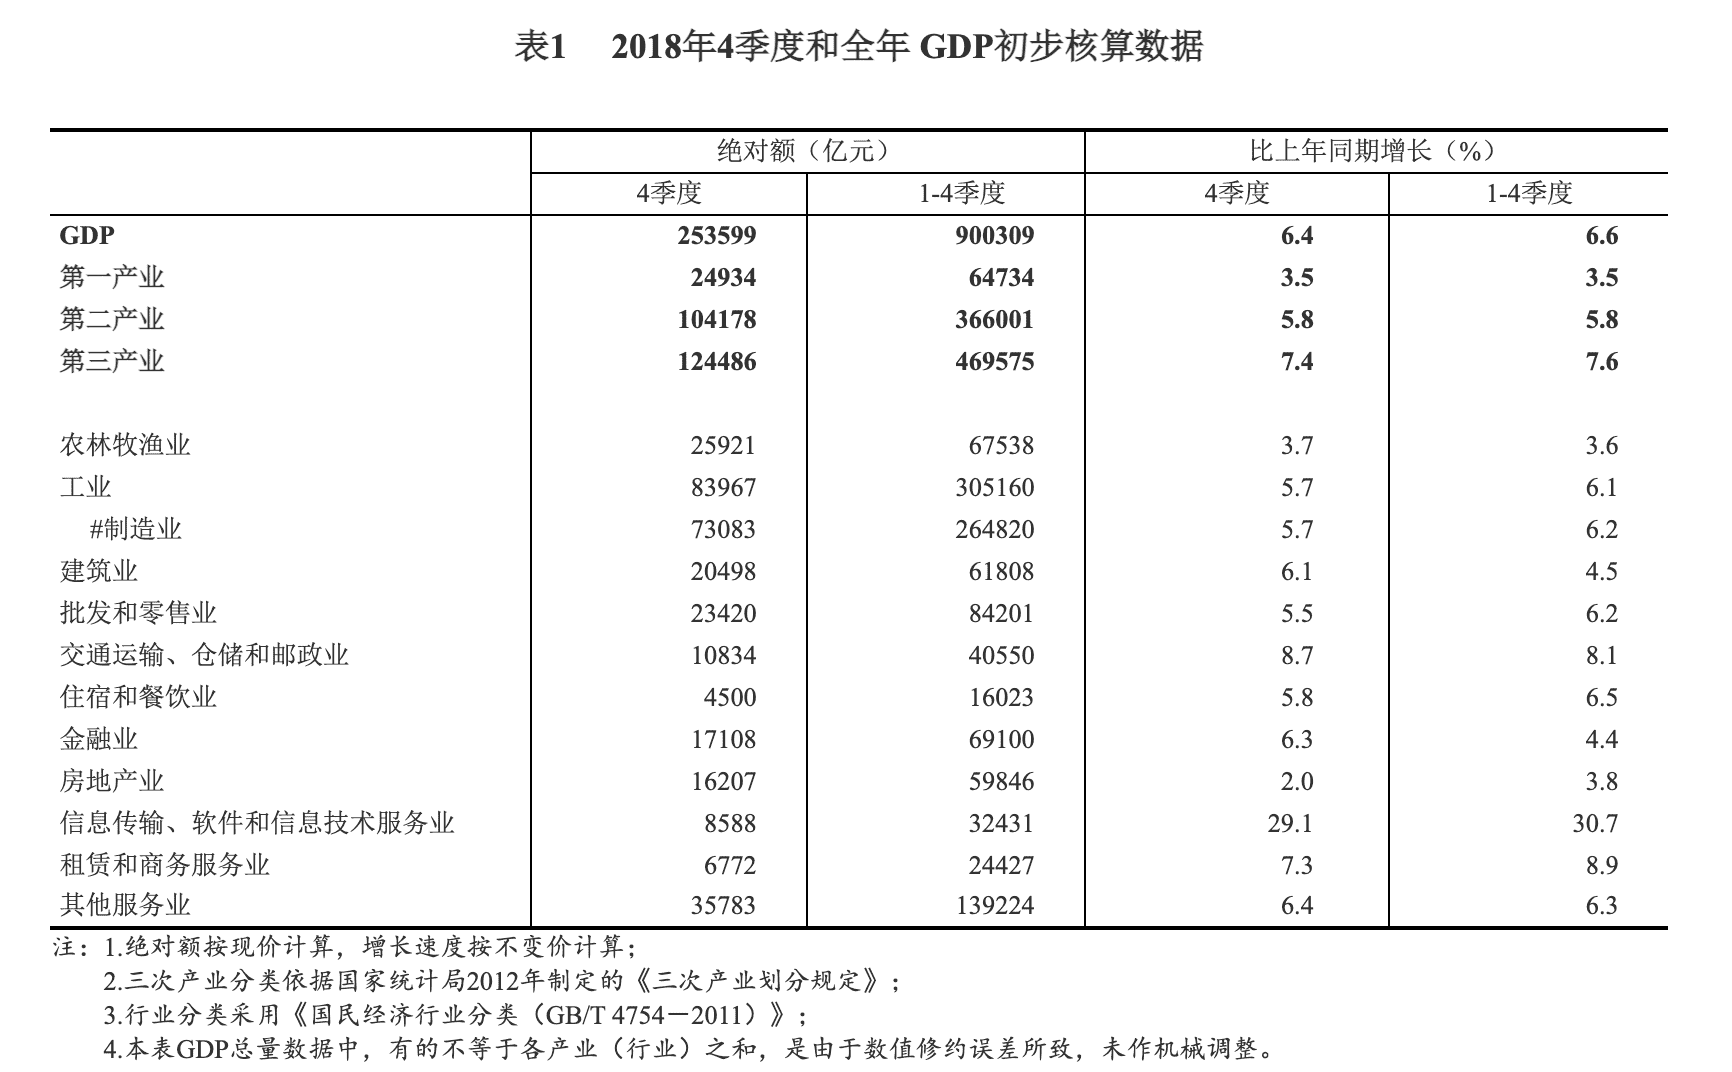 表1 2018年4季度和全年 GDP初步核算数据
绝对额（亿元） 比上年同期增长（%）
4季度 1-4季度 4季度 1-4季度
GDP 253599 900309 6.4 6.6
第一产业 24934 64734 3.5 3.5
第二产业 104178 366001 5.8 5.8
第三产业 124486 469575 7.4 7.6
农林牧渔业 25921 67538 3.7 3.6
工业 83967 305160 5.7 6.1
#制造业 73083 264820 5.7 6.2
建筑业 20498 61808 6.1 4.5
批发和零售业 23420 84201 5.5 6.2
交通运输、仓储和邮政业 10834 40550 8.7 8.1
住宿和餐饮业 4500 16023 5.8 6.5
金融业 17108 69100 6.3 4.4
房地产业 16207 59846 2.0 3.8
信息传输、软件和信息技术服务业 8588 32431 29.1 30.7
租赁和商务服务业 6772 24427 7.3 8.9
其他服务业 35783 139224 6.4 6.3
注：1.绝对额按现价计算，增长速度按不变价计算；
2.三次产业分类依据国家统计局2012年制定的《三次产业划分规定》；
3.行业分类采用《国民经济行业分类（GB/T 4754－2011）》；
4.本表GDP总量数据中，有的不等于各产业（行业）之和，是由于数值修约误差所致，未作机械调整。